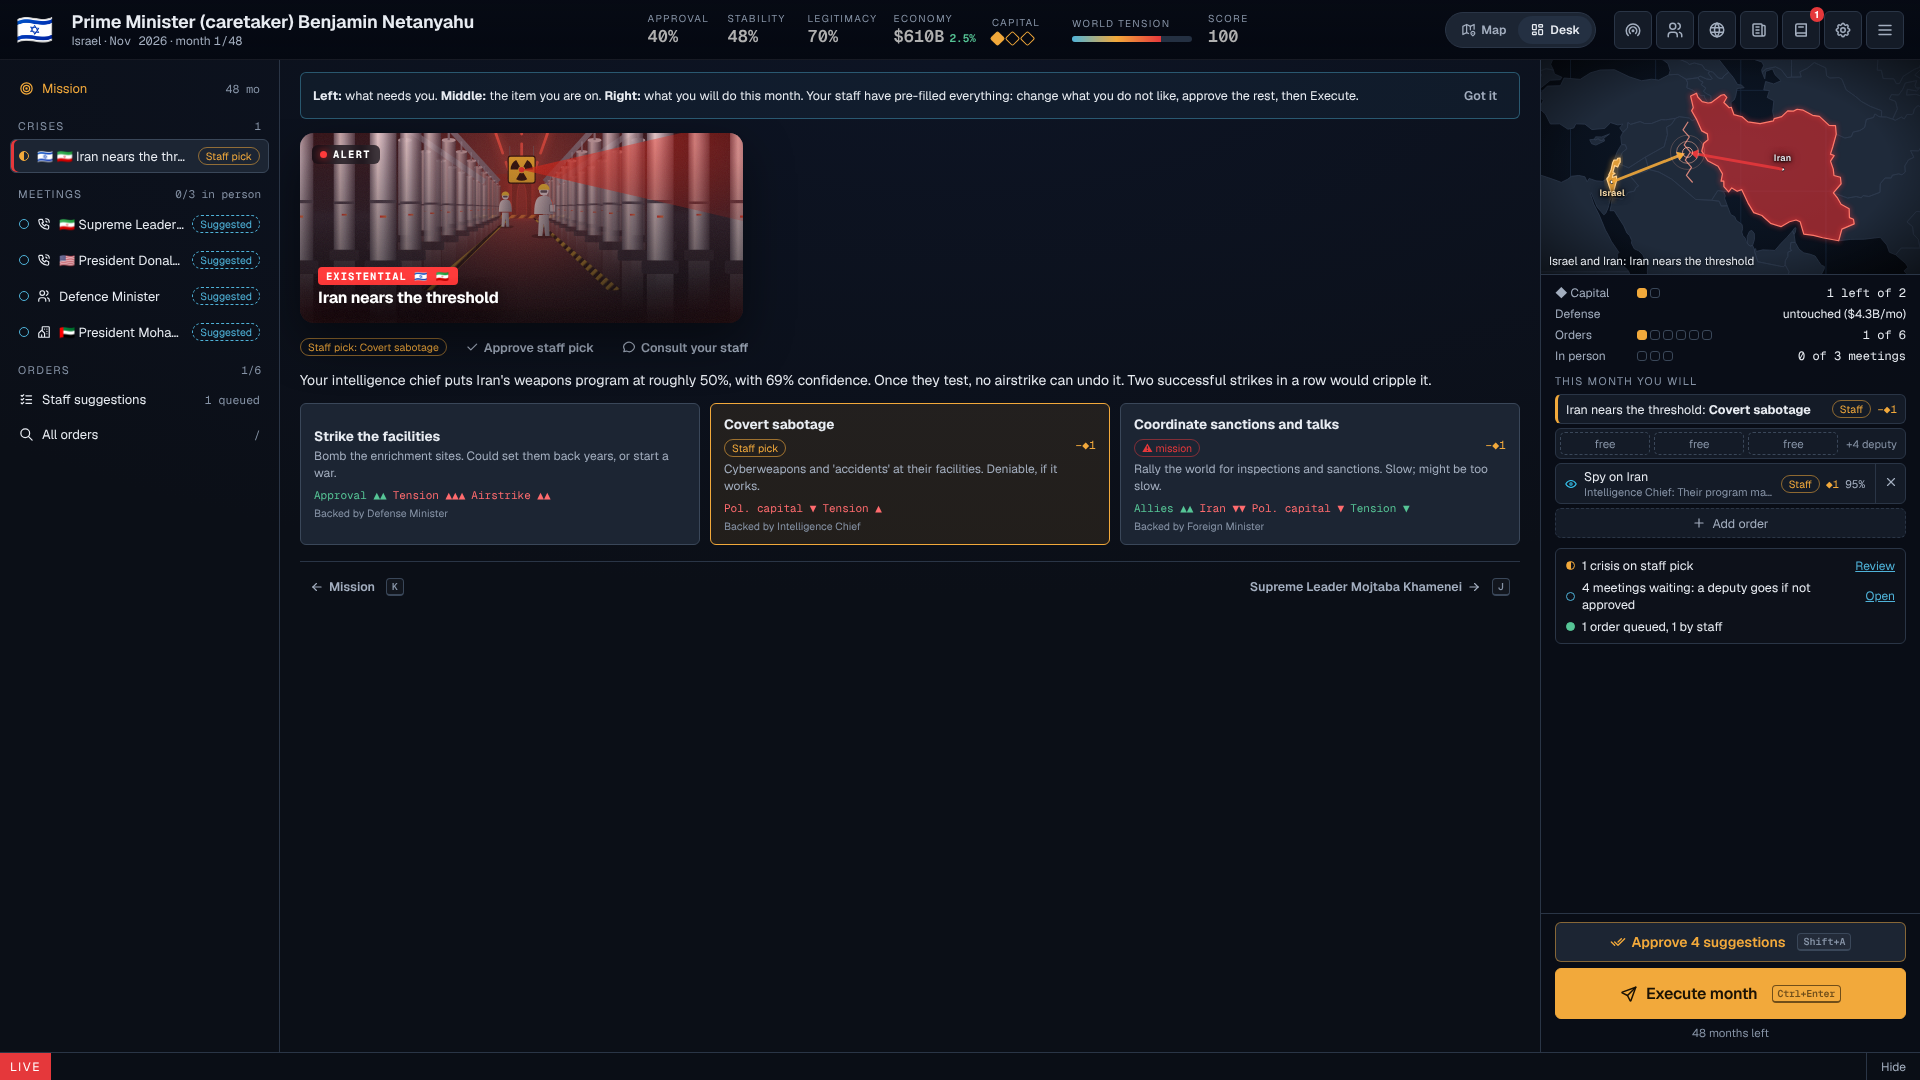 Prime Minister (caretaker) Benjamin Netanyahu
Israel · Nov 2026 · month 1/48
APPROVAL
40%
STABILITY
48%
LEGITIMACY
70%
ECONOMY
$610B 2.5%
CAPITAL
WORLD TENSION
SCORE
100
Map
Desk
1
Mission 48 mo
CRISES 1
Iran nears the thr... Staff pick
MEETINGS 0/3 in person
Supreme Leader... Suggested
President Donal... Suggested
Defence Minister Suggested
President Moha... Suggested
ORDERS 1/6
Staff suggestions 1 queued
All orders /
Left: what needs you. Middle: the item you are on. Right: what you will do this month. Your staff have pre-filled everything: change what you do not like, approve the rest, then Execute.
Got it
ALERT
EXISTENTIAL
Iran nears the threshold
Staff pick: Covert sabotage
Approve staff pick
Consult your staff
Your intelligence chief puts Iran's weapons program at roughly 50%, with 69% confidence. Once they test, no airstrike can undo it. Two successful strikes in a row would cripple it.
Strike the facilities
Bomb the enrichment sites. Could set them back years, or start a
war.
Approval ▲▲ Tension ▲▲▲ Airstrike ▲▲
Backed by Defense Minister
Covert sabotage
Staff pick
−◆1
Cyberweapons and 'accidents' at their facilities. Deniable, if it
works.
Pol. capital ▼ Tension ▲
Backed by Intelligence Chief
Coordinate sanctions and talks
mission
−◆1
Rally the world for inspections and sanctions. Slow; might be too
slow.
Allies ▲▲ Iran ▼▼ Pol. capital ▼ Tension ▼
Backed by Foreign Minister
← Mission K
Supreme Leader Mojtaba Khamenei → J
Iran
Israel
Israel and Iran: Iran nears the threshold
◆ Capital 1 left of 2
Defense untouched ($4.3B/mo)
Orders 1 of 6
In person 0 of 3 meetings
THIS MONTH YOU WILL
Iran nears the threshold: Covert sabotage Staff −◆1
free free free +4 deputy
Spy on Iran
Intelligence Chief: Their program ma...
Staff ◆1 95% ×
+ Add order
1 crisis on staff pick Review
4 meetings waiting: a deputy goes if not
approved
Open
1 order queued, 1 by staff
Approve 4 suggestions Shift+A
Execute month Ctrl+Enter
48 months left
LIVE
Hide